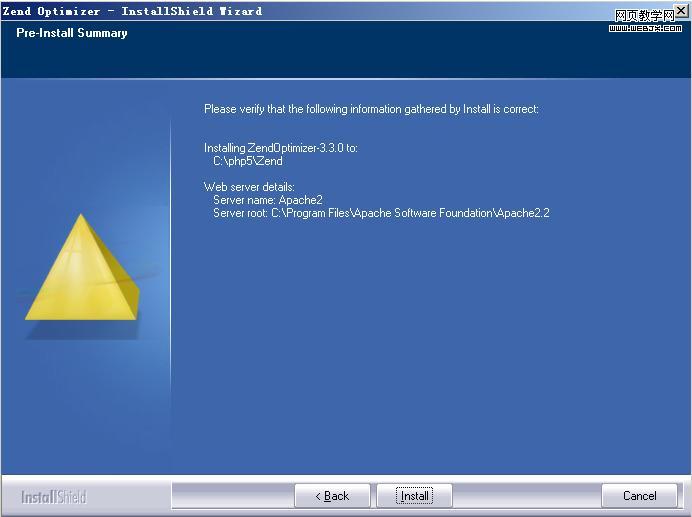 Zend Optimizer - InstallShield Wizard
网页教学网
www.webjx.com
Pre-Install Summary
Please verify that the following information gathered by Install is correct:
Installing ZendOptimizer-3.3.0 to:
C:\php5\Zend
Web server details:
Server name: Apache2
Server root: C:\Program Files\Apache Software Foundation\Apache2.2
InstallShield
< Back
Install
Cancel